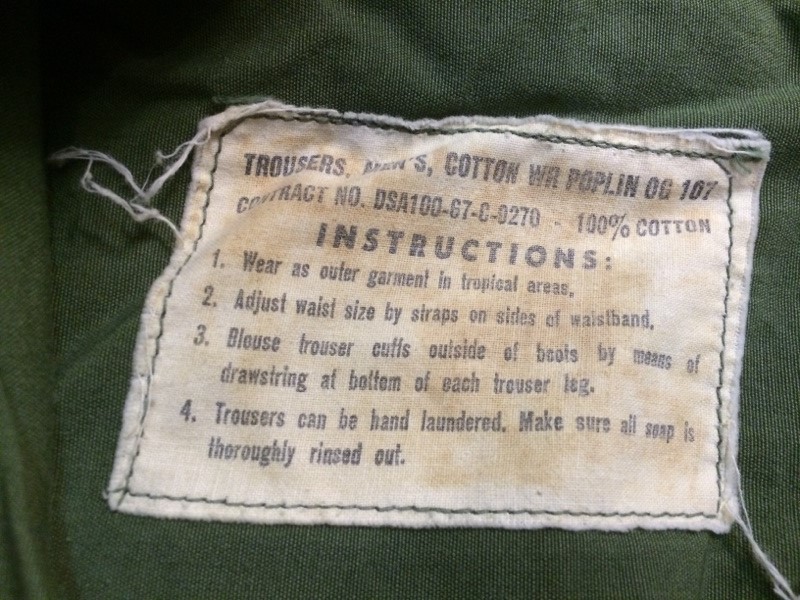 TROUSERS, MEN'S, COTTON WR POPLIN OG 107
CONTRACT NO. DSA100-67-C-0270 - 100% COTTON
INSTRUCTIONS:
1. Wear as outer garment in tropical areas.
2. Adjust waist size by straps on sides of waistband.
3. Blouse trouser cuffs outside of boots by means of
drawstring at bottom of each trouser leg.
4. Trousers can be hand laundered. Make sure all soap is
thoroughly rinsed out.